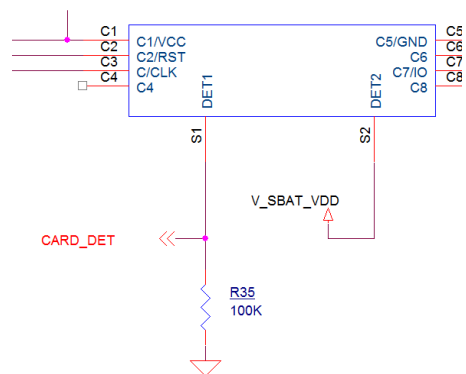 C1 C1/VCC C5/GND C5
C2 C2/RST C6 C6
C3 C/CLK C7/IO C7
C4 C4 C8 C8
DET1 DET2
S1 S2
V_SBAT_VDD
CARD_DET
R35
100K